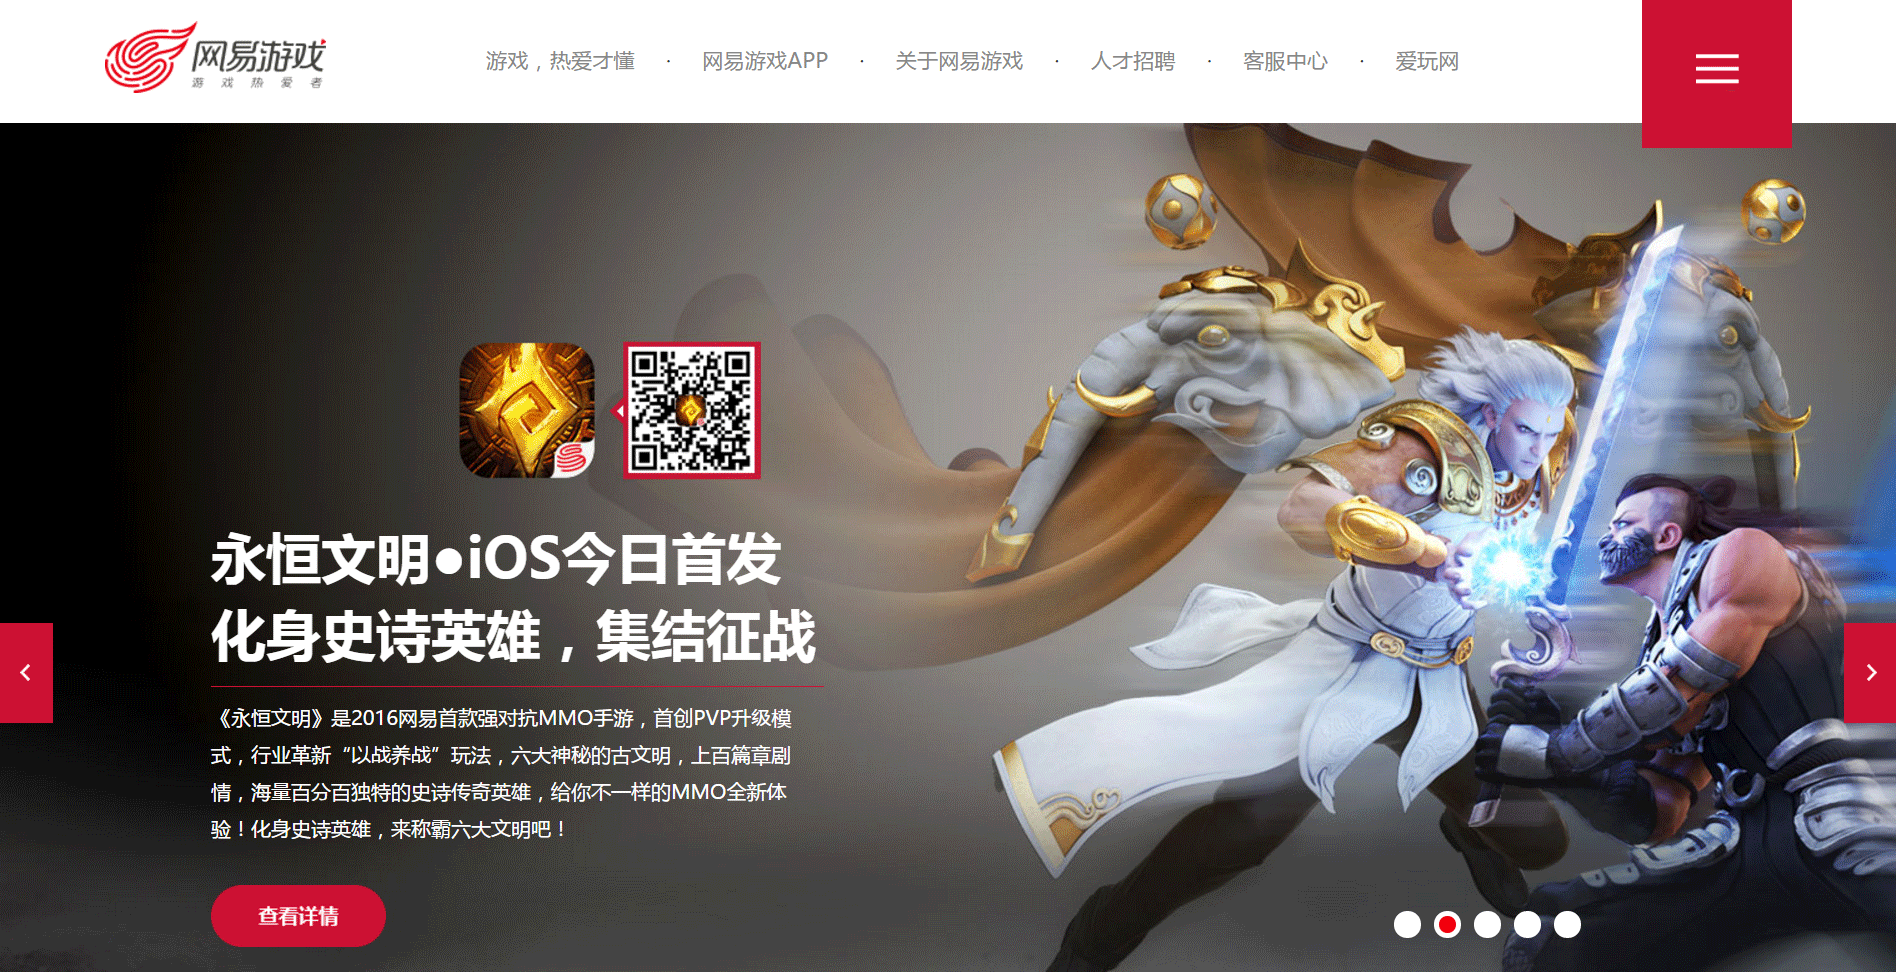 网易游戏
游戏热爱者
游戏，热爱才懂 · 网易游戏APP · 关于网易游戏 · 人才招聘 · 客服中心 · 爱玩网
永恒文明●iOS今日首发
化身史诗英雄，集结征战
《永恒文明》是2016网易首款强对抗MMO手游，首创PVP升级模
式，行业革新“以战养战”玩法，六大神秘的古文明，上百篇章剧
情，海量百分百独特的史诗传奇英雄，给你不一样的MMO全新体
验！化身史诗英雄，来称霸六大文明吧！
查看详情